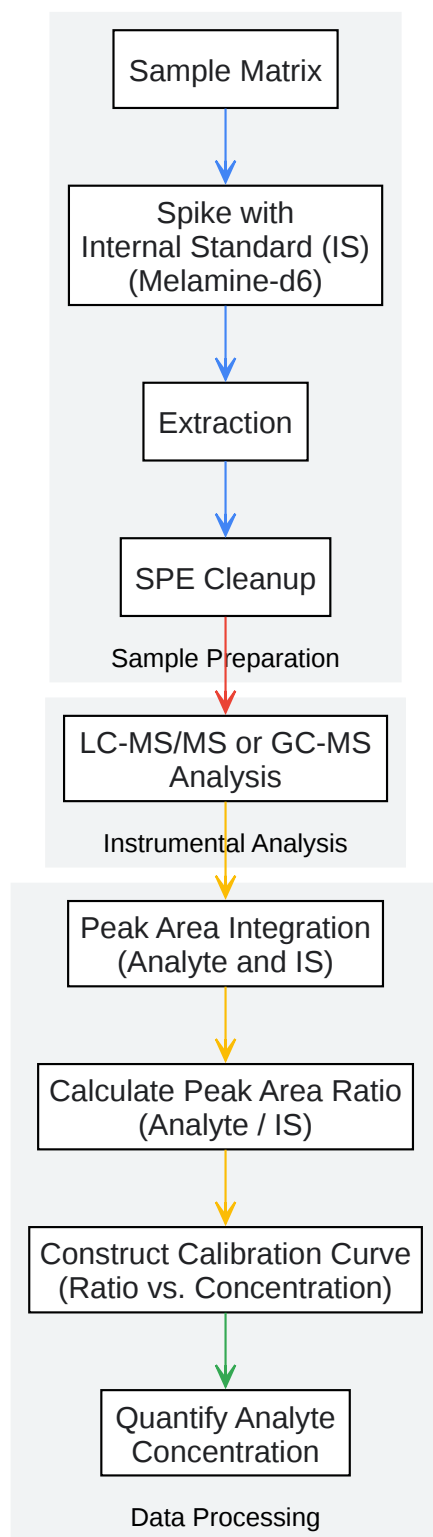 Sample Matrix
Spike with
Internal Standard (IS)
(Melamine-d6)
Extraction
SPE Cleanup
Sample Preparation
LC-MS/MS or GC-MS
Analysis
Instrumental Analysis
Peak Area Integration
(Analyte and IS)
Calculate Peak Area Ratio
(Analyte / IS)
Construct Calibration Curve
(Ratio vs. Concentration)
Quantify Analyte
Concentration
Data Processing